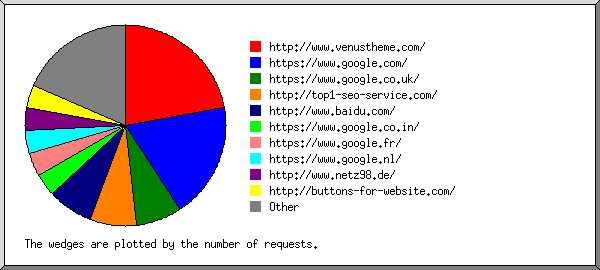 http://www.venustheme.com/
https://www.google.com/
https://www.google.co.uk/
http://top1-seo-service.com/
http://www.baidu.com/
https://www.google.co.in/
https://www.google.fr/
https://www.google.nl/
http://www.netz98.de/
http://buttons-for-website.com/
Other
The wedges are plotted by the number of requests.